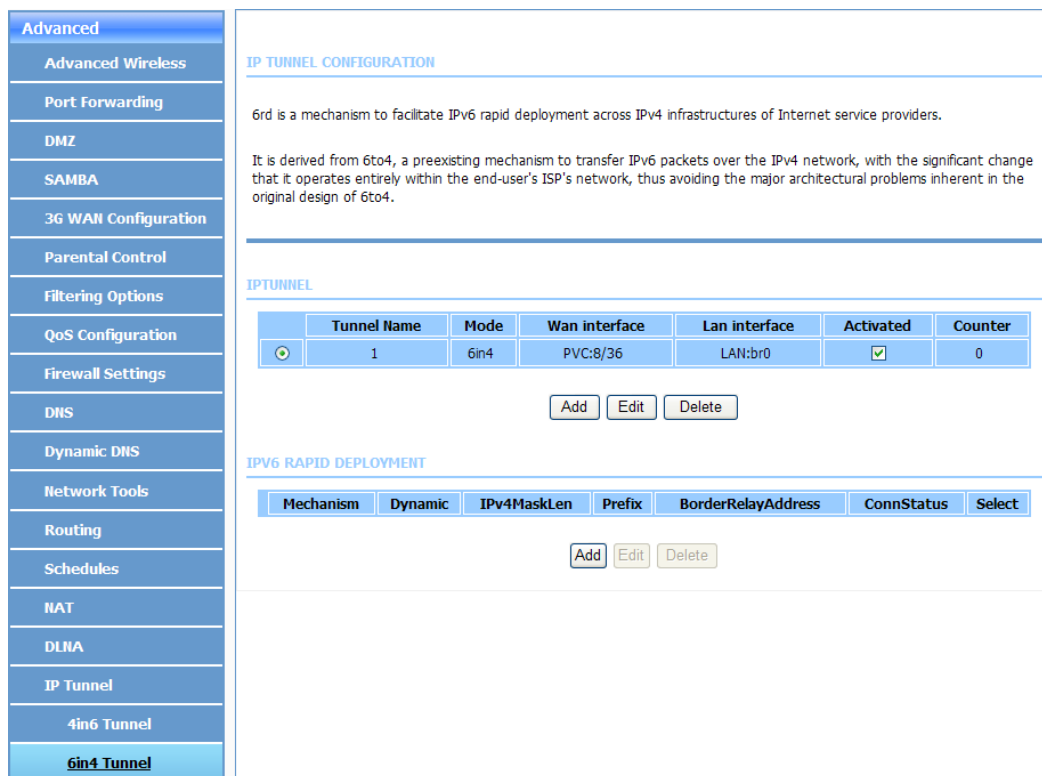 Advanced
Advanced Wireless
Port Forwarding
DMZ
SAMBA
3G WAN Configuration
Parental Control
Filtering Options
QoS Configuration
Firewall Settings
DNS
Dynamic DNS
Network Tools
Routing
Schedules
NAT
DLNA
IP Tunnel
4in6 Tunnel
6in4 Tunnel
IP TUNNEL CONFIGURATION
6rd is a mechanism to facilitate IPv6 rapid deployment across IPv4 infrastructures of Internet service providers.
It is derived from 6to4, a preexisting mechanism to transfer IPv6 packets over the IPv4 network, with the significant change
that it operates entirely within the end-user's ISP's network, thus avoiding the major architectural problems inherent in the
original design of 6to4.
IPTUNNEL
Tunnel Name Mode Wan interface Lan interface Activated Counter
1 6in4 PVC:8/36 LAN:br0 0
Add Edit Delete
IPV6 RAPID DEPLOYMENT
Mechanism Dynamic IPv4MaskLen Prefix BorderRelayAddress ConnStatus Select
Add Edit Delete